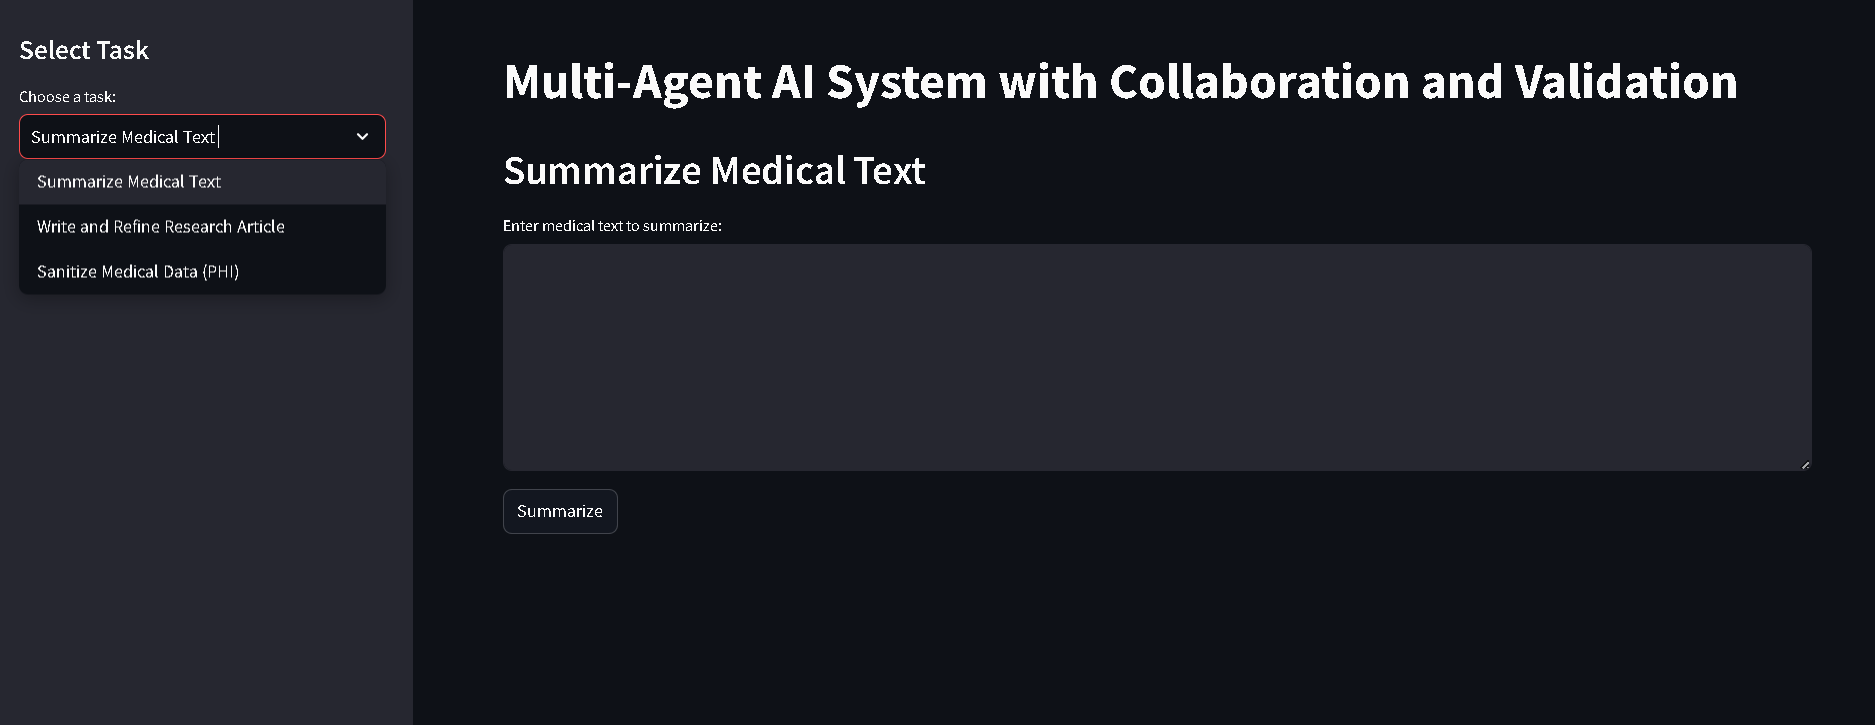 Select Task
Choose a task:
Summarize Medical Text
Summarize Medical Text
Write and Refine Research Article
Sanitize Medical Data (PHI)
Multi-Agent AI System with Collaboration and Validation
Summarize Medical Text
Enter medical text to summarize:
Summarize